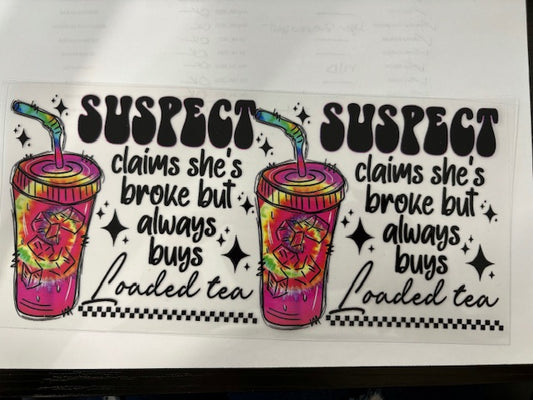 SUSPECT
claims she's
broke but
always
buys
Loaded tea
SUSPECT
claims she's
broke but
always
buys
Loaded tea